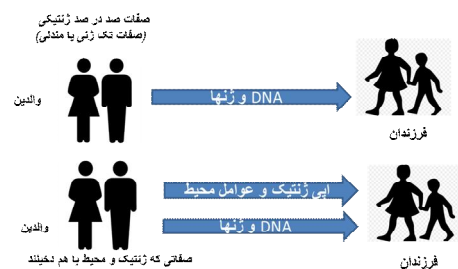 صفات صد در صد ژنتیکی
(صفات تک ژنی یا مندلی)
والدین
DNA و ژنها
فرزندان
اپی ژنتیک و عوامل محیط
والدین
DNA و ژنها
صفاتی که ژنتیک و محیط با هم دخیلند
فرزندان